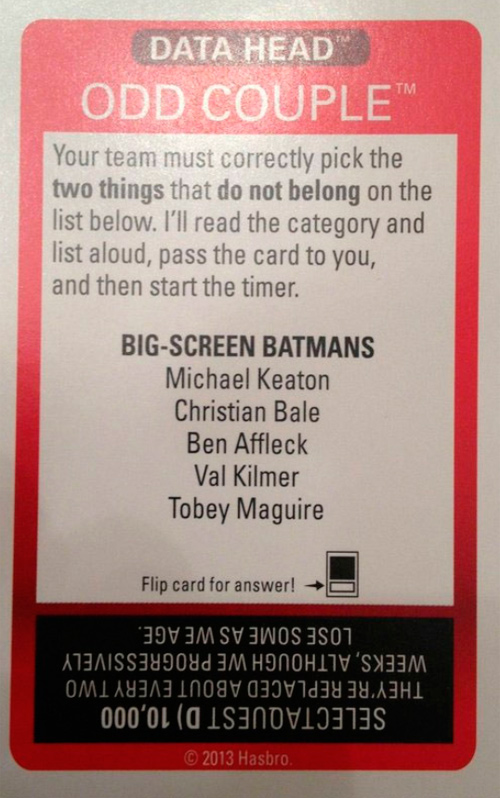 DATA HEAD™
ODD COUPLE™
Your team must correctly pick the
two things that do not belong on the
list below. I'll read the category and
list aloud, pass the card to you,
and then start the timer.
BIG-SCREEN BATMANS
Michael Keaton
Christian Bale
Ben Affleck
Val Kilmer
Tobey Maguire
Flip card for answer!
SELECTAQUEST D) 10,000
THEY'RE REPLACED ABOUT EVERY TWO
WEEKS, ALTHOUGH WE PROGRESSIVELY
LOSE SOME AS WE AGE.
© 2013 Hasbro.